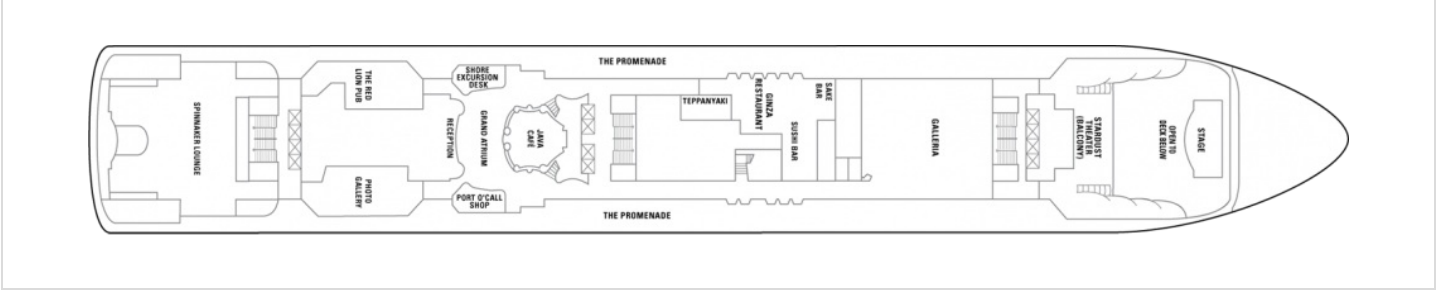 THE PROMENADE
SPINNAKER LOUNGE
THE RED
LION PUB
PHOTO
GALLERY
SHORE
EXCURSION
DESK
RECEPTION
GRAND ATRIUM
PORT O'CALL
SHOP
JAVA
CAFÉ
TEPPANYAKI
GINZA
RESTAURANT
SUSHI BAR
SAKE
BAR
GALLERIA
STARDUST
THEATER
(BALCONY)
OPEN TO
DECK BELOW
STAGE
THE PROMENADE